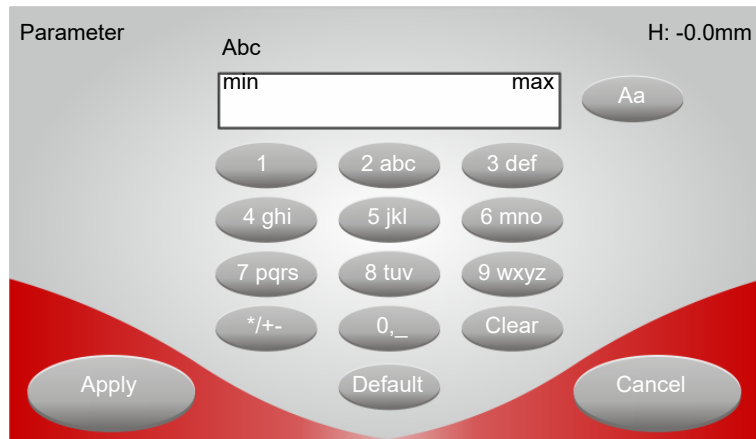 Parameter
H: -0.0mm
Abc
min max
Aa
1 2 abc 3 def
4 ghi 5 jkl 6 mno
7 pqrs 8 tuv 9 wxyz
*/+- 0,_ Clear
Apply Default Cancel